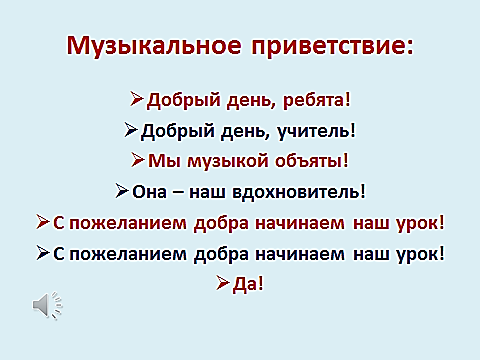 Музыкальное приветствие:
➢Добрый день, ребята!
➢Добрый день, учитель!
➢Мы музыкой объяты!
➢Она – наш вдохновитель!
➢С пожеланием добра начинаем наш урок!
➢С пожеланием добра начинаем наш урок!
➢Да!